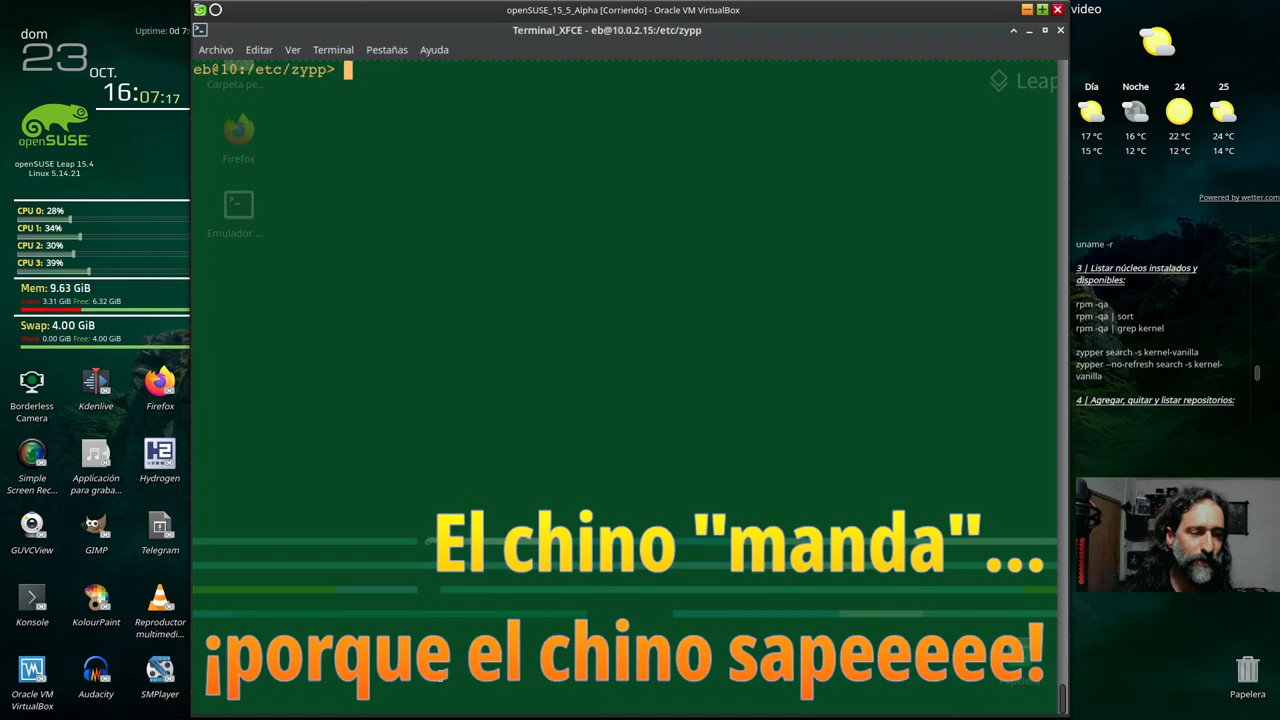 openSUSE_15_5_Alpha [Corriendo] - Oracle VM VirtualBox
video
dom
23
OCT.
16:07:17
Uptime: 0d 7:
Terminal_XFCE - eb@10.0.2.15:/etc/zypp
Archivo Editar Ver Terminal Pestañas Ayuda
eb@10:/etc/zypp>
Carpeta pe...
Leap
Firefox
Emulador ...
openSUSE
openSUSE Leap 15.4
Linux 5.14.21
CPU 0: 28%
CPU 1: 34%
CPU 2: 30%
CPU 3: 39%
Mem: 9.63 GiB
Used: 3.31 GiB Free: 6.32 GiB
Swap: 4.00 GiB
Used: 0.00 GiB Free: 4.00 GiB
Borderless Camera
Kdenlive
Firefox
Simple Screen Rec...
Aplicación para graba...
Hydrogen
GUVCView
GIMP
Telegram
Konsole
KolourPaint
Reproductor multimedi...
Oracle VM VirtualBox
Audacity
SMPlayer
El chino "manda"...
¡porque el chino sapeeeeee!
Papelera
Día Noche 24 25
17 °C 16 °C 22 °C 24 °C
15 °C 12 °C 12 °C 14 °C
Powered by wetter.com
uname -r
3 | Listar núcleos instalados y
disponibles:
rpm -qa
rpm -qa | sort
rpm -qa | grep kernel
zypper search -s kernel-vanilla
zypper --no-refresh search -s kernel-
vanilla
4 | Agregar, quitar y listar repositorios:
Papelera